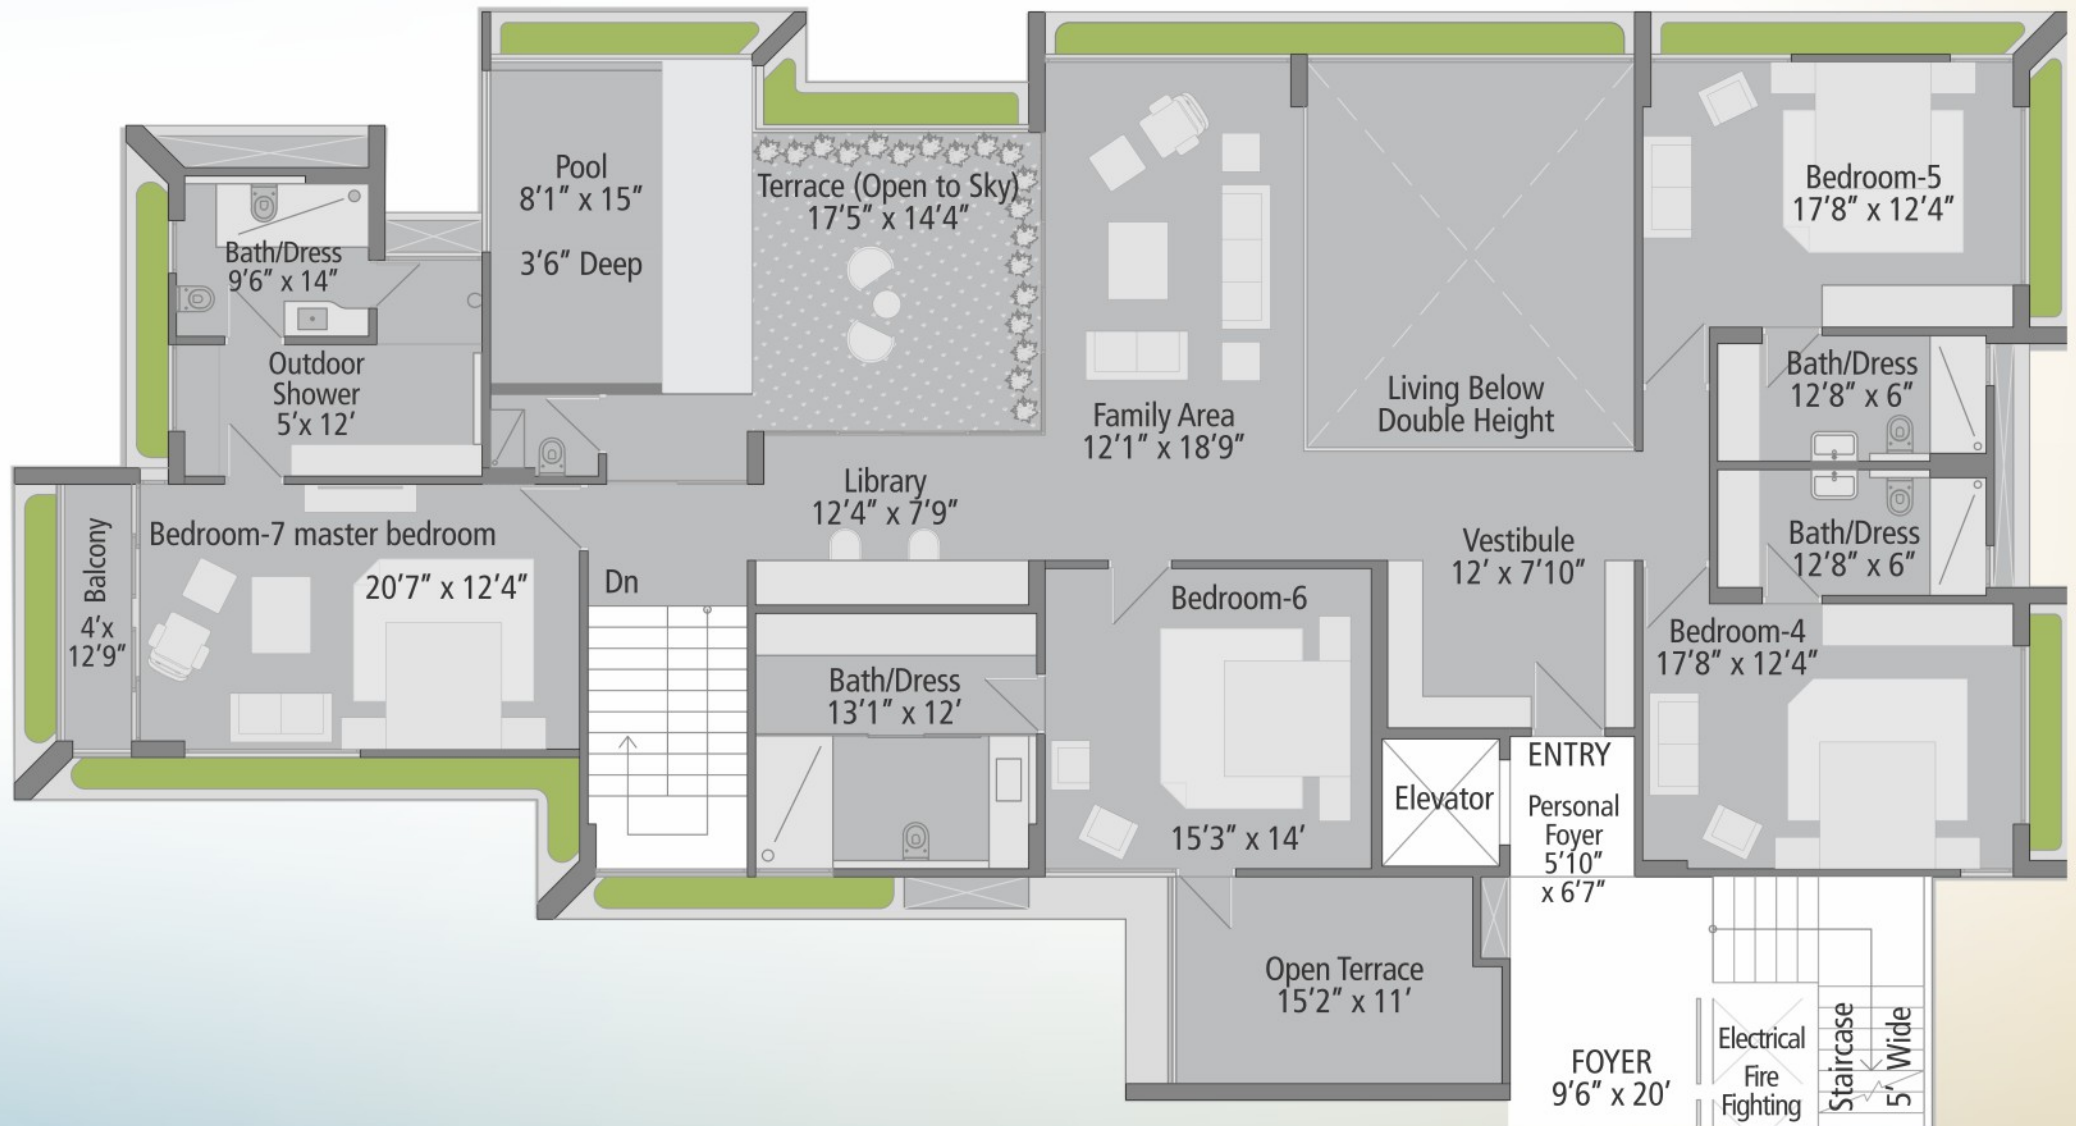 Pool
8'1" x 15"
3'6" Deep
Terrace (Open to Sky)
17'5" x 14'4"
Bedroom-5
17'8" x 12'4"
Bath/Dress
9'6" x 14"
Outdoor
Shower
5'x 12'
Family Area
12'1" x 18'9"
Living Below
Double Height
Bath/Dress
12'8" x 6"
Library
12'4" x 7'9"
Bedroom-7 master bedroom
20'7" x 12'4"
Balcony
4'x
12'9"
Dn
Vestibule
12' x 7'10"
Bath/Dress
12'8" x 6"
Bedroom-6
15'3" x 14'
Bedroom-4
17'8" x 12'4"
Bath/Dress
13'1" x 12'
Elevator
ENTRY
Personal
Foyer
5'10"
x 6'7"
Open Terrace
15'2" x 11'
FOYER
9'6" x 20'
Electrical
Fire
Fighting
Staircase
5' Wide